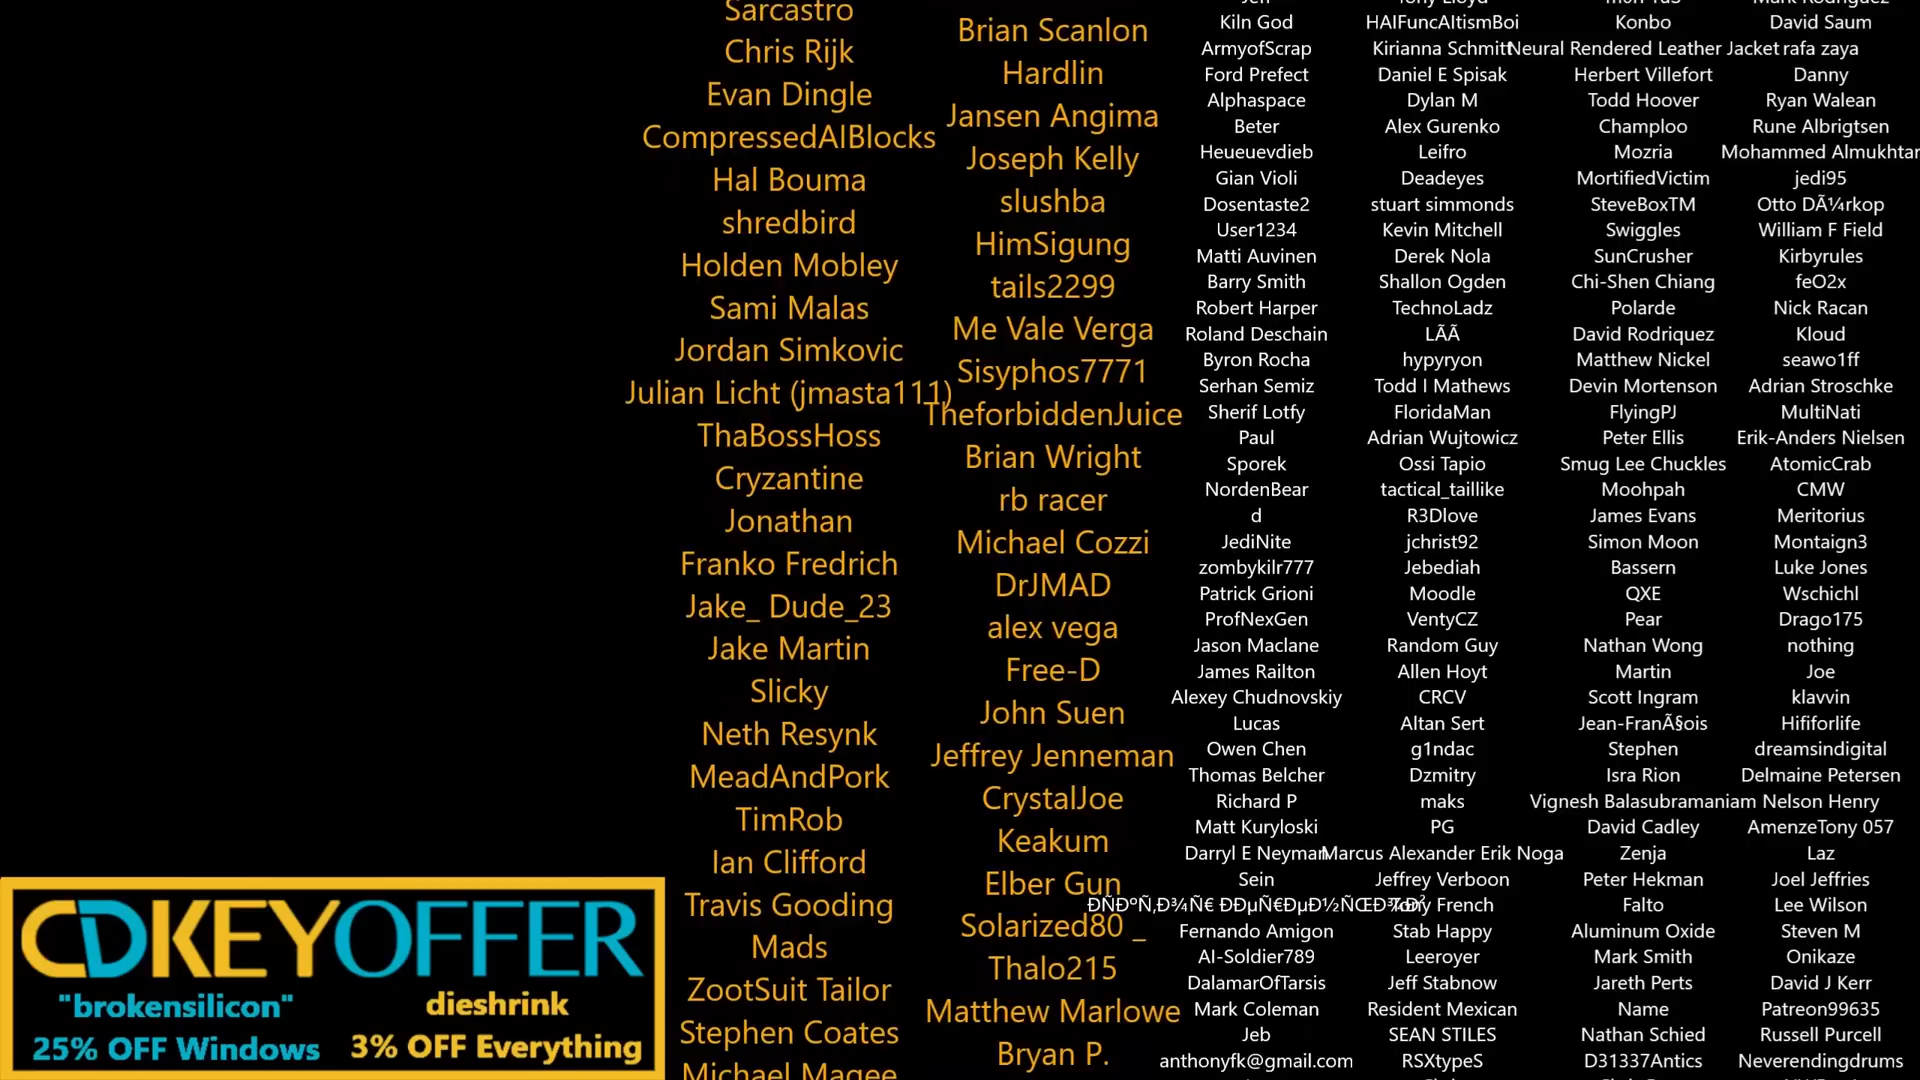 Sarcastro
Chris Rijk
Evan Dingle
CompressedAIBlocks
Hal Bouma
shredbird
Holden Mobley
Sami Malas
Jordan Simkovic
Julian Licht (jmasta111)
ThaBossHoss
Cryzantine
Jonathan
Franko Fredrich
Jake_ Dude_23
Jake Martin
Slicky
Neth Resynk
MeadAndPork
TimRob
Ian Clifford
Travis Gooding
Mads
ZootSuit Tailor
Stephen Coates
Michael Magee
Brian Scanlon
Hardlin
Jansen Angima
Joseph Kelly
slushba
HimSigung
tails2299
Me Vale Verga
Sisyphos7771
TheforbiddenJuice
Brian Wright
rb racer
Michael Cozzi
DrJMAD
alex vega
Free-D
John Suen
Jeffrey Jenneman
CrystalJoe
Keakum
Elber Gun
Solarized80 _
Thalo215
Matthew Marlowe
Bryan P.
Kiln God
ArmyofScrap
Ford Prefect
Alphaspace
Beter
Heueuevdieb
Gian Violi
Dosentaste2
User1234
Matti Auvinen
Barry Smith
Robert Harper
Roland Deschain
Byron Rocha
Serhan Semiz
Sherif Lotfy
Paul
Sporek
NordenBear
d
JediNite
zombykilr777
Patrick Grioni
ProfNexGen
Jason Maclane
James Railton
Alexey Chudnovskiy
Lucas
Owen Chen
Thomas Belcher
Richard P
Matt Kuryloski
Darryl E Neyman
Sein
Fernando Amigon
AI-Soldier789
DalamarOfTarsis
Mark Coleman
Jeb
anthonyfk@gmail.com
Tony Lloyd
HAIFuncAltismBoi
Kirianna Schmitt
Daniel E Spisak
Dylan M
Alex Gurenko
Leifro
Deadeyes
stuart simmonds
Kevin Mitchell
Derek Nola
Shallon Ogden
TechnoLadz
LÃÃ
hypyryon
Todd I Mathews
FloridaMan
Adrian Wujtowicz
Ossi Tapio
tactical_taillike
R3Dlove
jchrist92
Jebediah
Moodle
VentyCZ
Random Guy
Allen Hoyt
CRCV
Altan Sert
g1ndac
Dzmitry
maks
PG
Marcus Alexander Erik Noga
Jeffrey Verboon
French
Stab Happy
Leeroyer
Jeff Stabnow
Resident Mexican
SEAN STILES
RSXtypeS
Konbo
Neural Rendered Leather Jacket
Herbert Villefort
Todd Hoover
Champloo
Mozria
MortifiedVictim
SteveBoxTM
Swiggles
SunCrusher
Chi-Shen Chiang
Polarde
David Rodriquez
Matthew Nickel
Devin Mortenson
FlyingPJ
Peter Ellis
Smug Lee Chuckles
Moohpah
James Evans
Simon Moon
Bassern
QXE
Pear
Nathan Wong
Martin
Scott Ingram
Jean-FranÃ§ois
Stephen
Isra Rion
Vignesh Balasubramaniam
David Cadley
Zenja
Peter Hekman
Falto
Aluminum Oxide
Mark Smith
Jareth Perts
Name
Nathan Schied
D31337Antics
Mark Rodriguez
David Saum
rafa zaya
Danny
Ryan Walean
Rune Albrigtsen
Mohammed Almukhtar
jedi95
Otto DÃ¼rkop
William F Field
Kirbyrules
feO2x
Nick Racan
Kloud
seawo1ff
Adrian Stroschke
MultiNati
Erik-Anders Nielsen
AtomicCrab
CMW
Meritorius
Montaign3
Luke Jones
Wschichl
Drago175
nothing
Joe
klavvin
Hififorlife
dreamsindigital
Delmaine Petersen
Nelson Henry
AmenzeTony 057
Laz
Joel Jeffries
Lee Wilson
Steven M
Onikaze
David J Kerr
Patreon99635
Russell Purcell
Neverendingdrums
CDKEYOFFER
"brokensilicon"
25% OFF Windows
dieshrink
3% OFF Everything